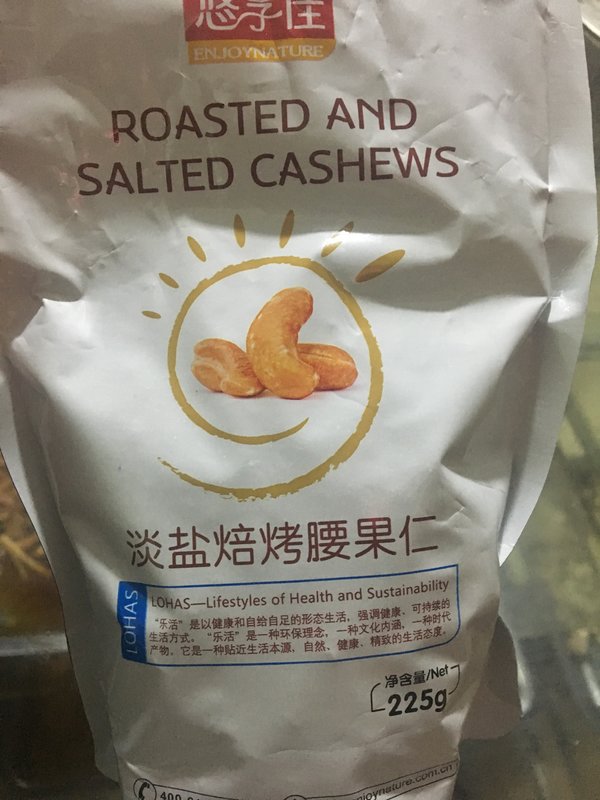 悠享佳
ENJOYNATURE
ROASTED AND
SALTED CASHEWS
淡盐焙烤腰果仁
LOHAS
LOHAS—Lifestyles of Health and Sustainability
“乐活”是以健康和自给自足的形态生活，强调健康、可持续的
生活方式。“乐活”是一种环保理念，一种文化内涵，一种时代
产物。它是一种贴近生活本源、自然、健康、精致的生活态度。
净含量/Net
225g
400
enjoynature.com.cn